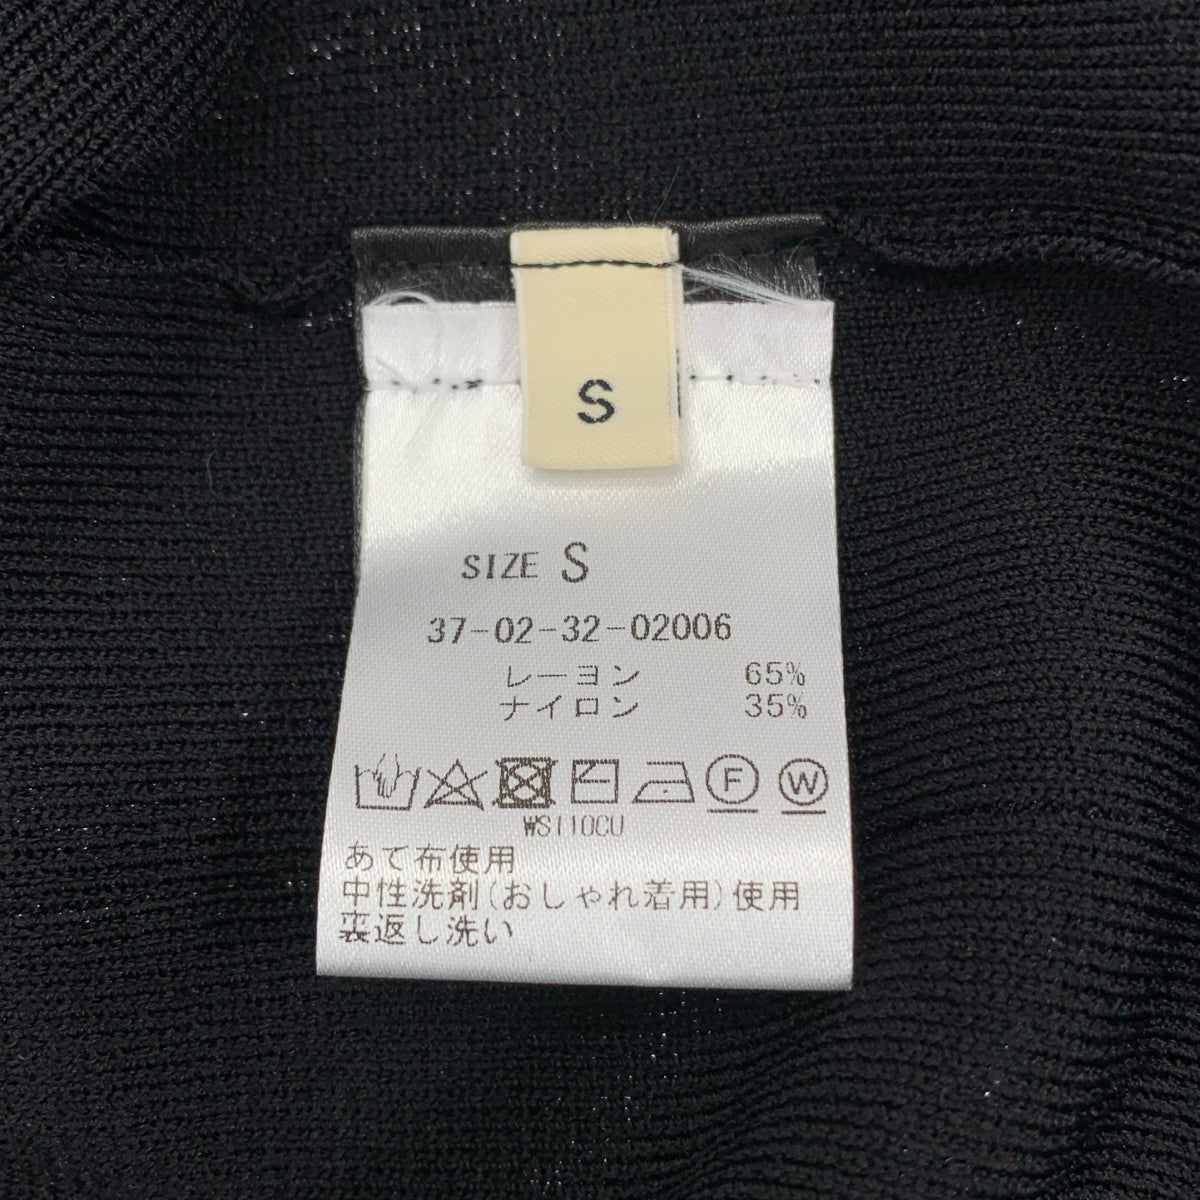 S
SIZE S
37-02-32-02006
レーヨン 65%
ナイロン 35%
F W
WS110CU
あて布使用
中性洗剤(おしゃれ着用)使用
裏返し洗い